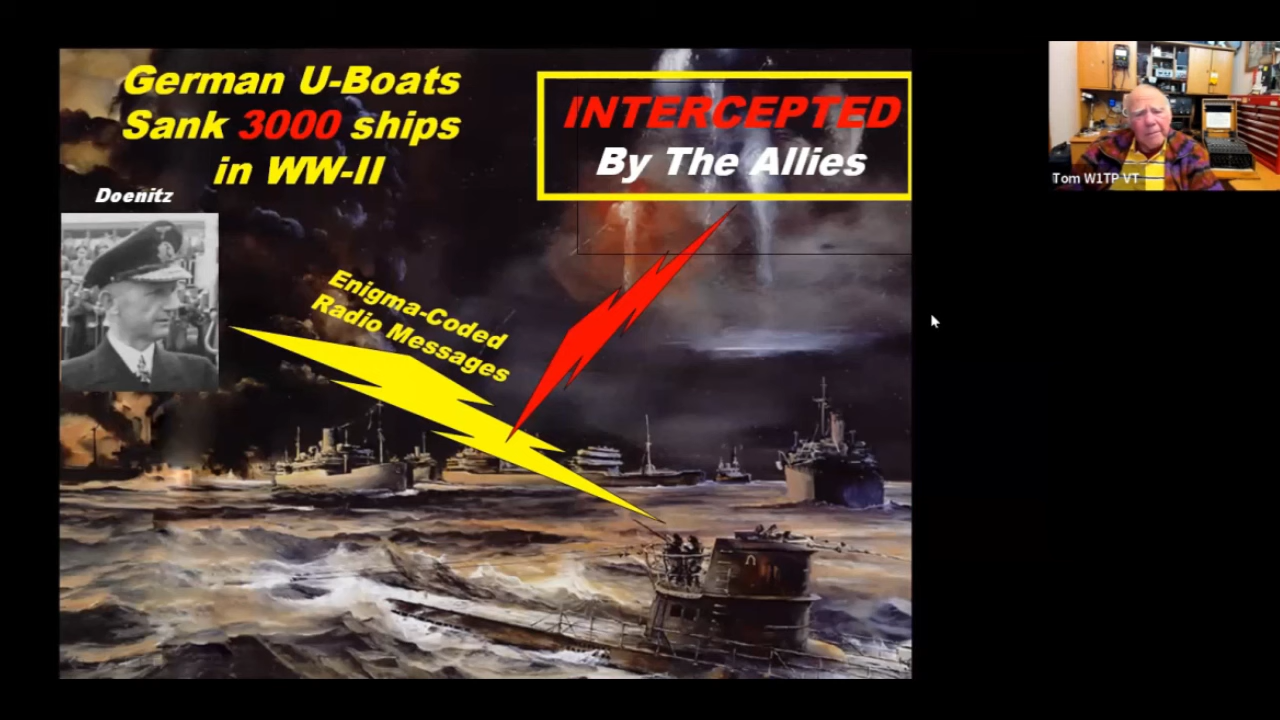 German U-Boats
Sank 3000 ships
in WW-II
INTERCEPTED
By The Allies
Doenitz
Enigma-Coded
Radio Messages
Tom W1TP VT